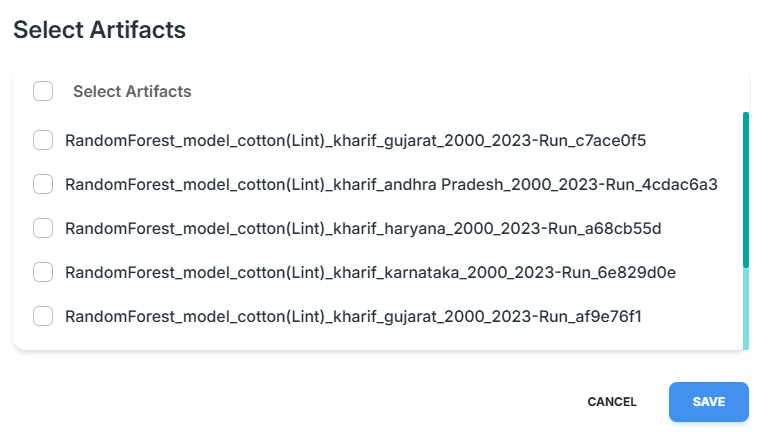 Select Artifacts
Select Artifacts
RandomForest_model_cotton(Lint)_kharif_gujarat_2000_2023-Run_c7ace0f5
RandomForest_model_cotton(Lint)_kharif_andhra Pradesh_2000_2023-Run_4cdac6a3
RandomForest_model_cotton(Lint)_kharif_haryana_2000_2023-Run_a68cb55d
RandomForest_model_cotton(Lint)_kharif_karnataka_2000_2023-Run_6e829d0e
RandomForest_model_cotton(Lint)_kharif_gujarat_2000_2023-Run_af9e76f1
CANCEL SAVE